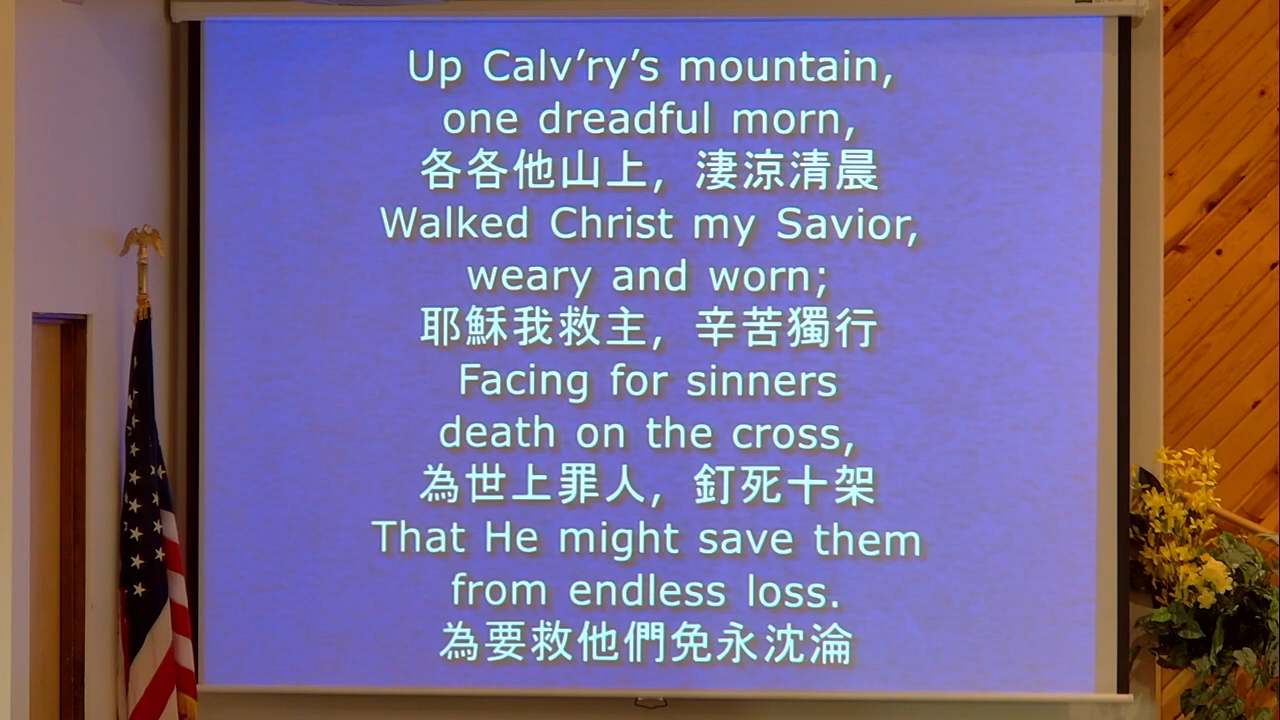 Up Calv’ry’s mountain,
one dreadful morn,
各各他山上, 淒涼清晨
Walked Christ my Savior,
weary and worn;
耶穌我救主, 辛苦獨行
Facing for sinners
death on the cross,
為世上罪人, 釘死十架
That He might save them
from endless loss.
為要救他們免永沈淪